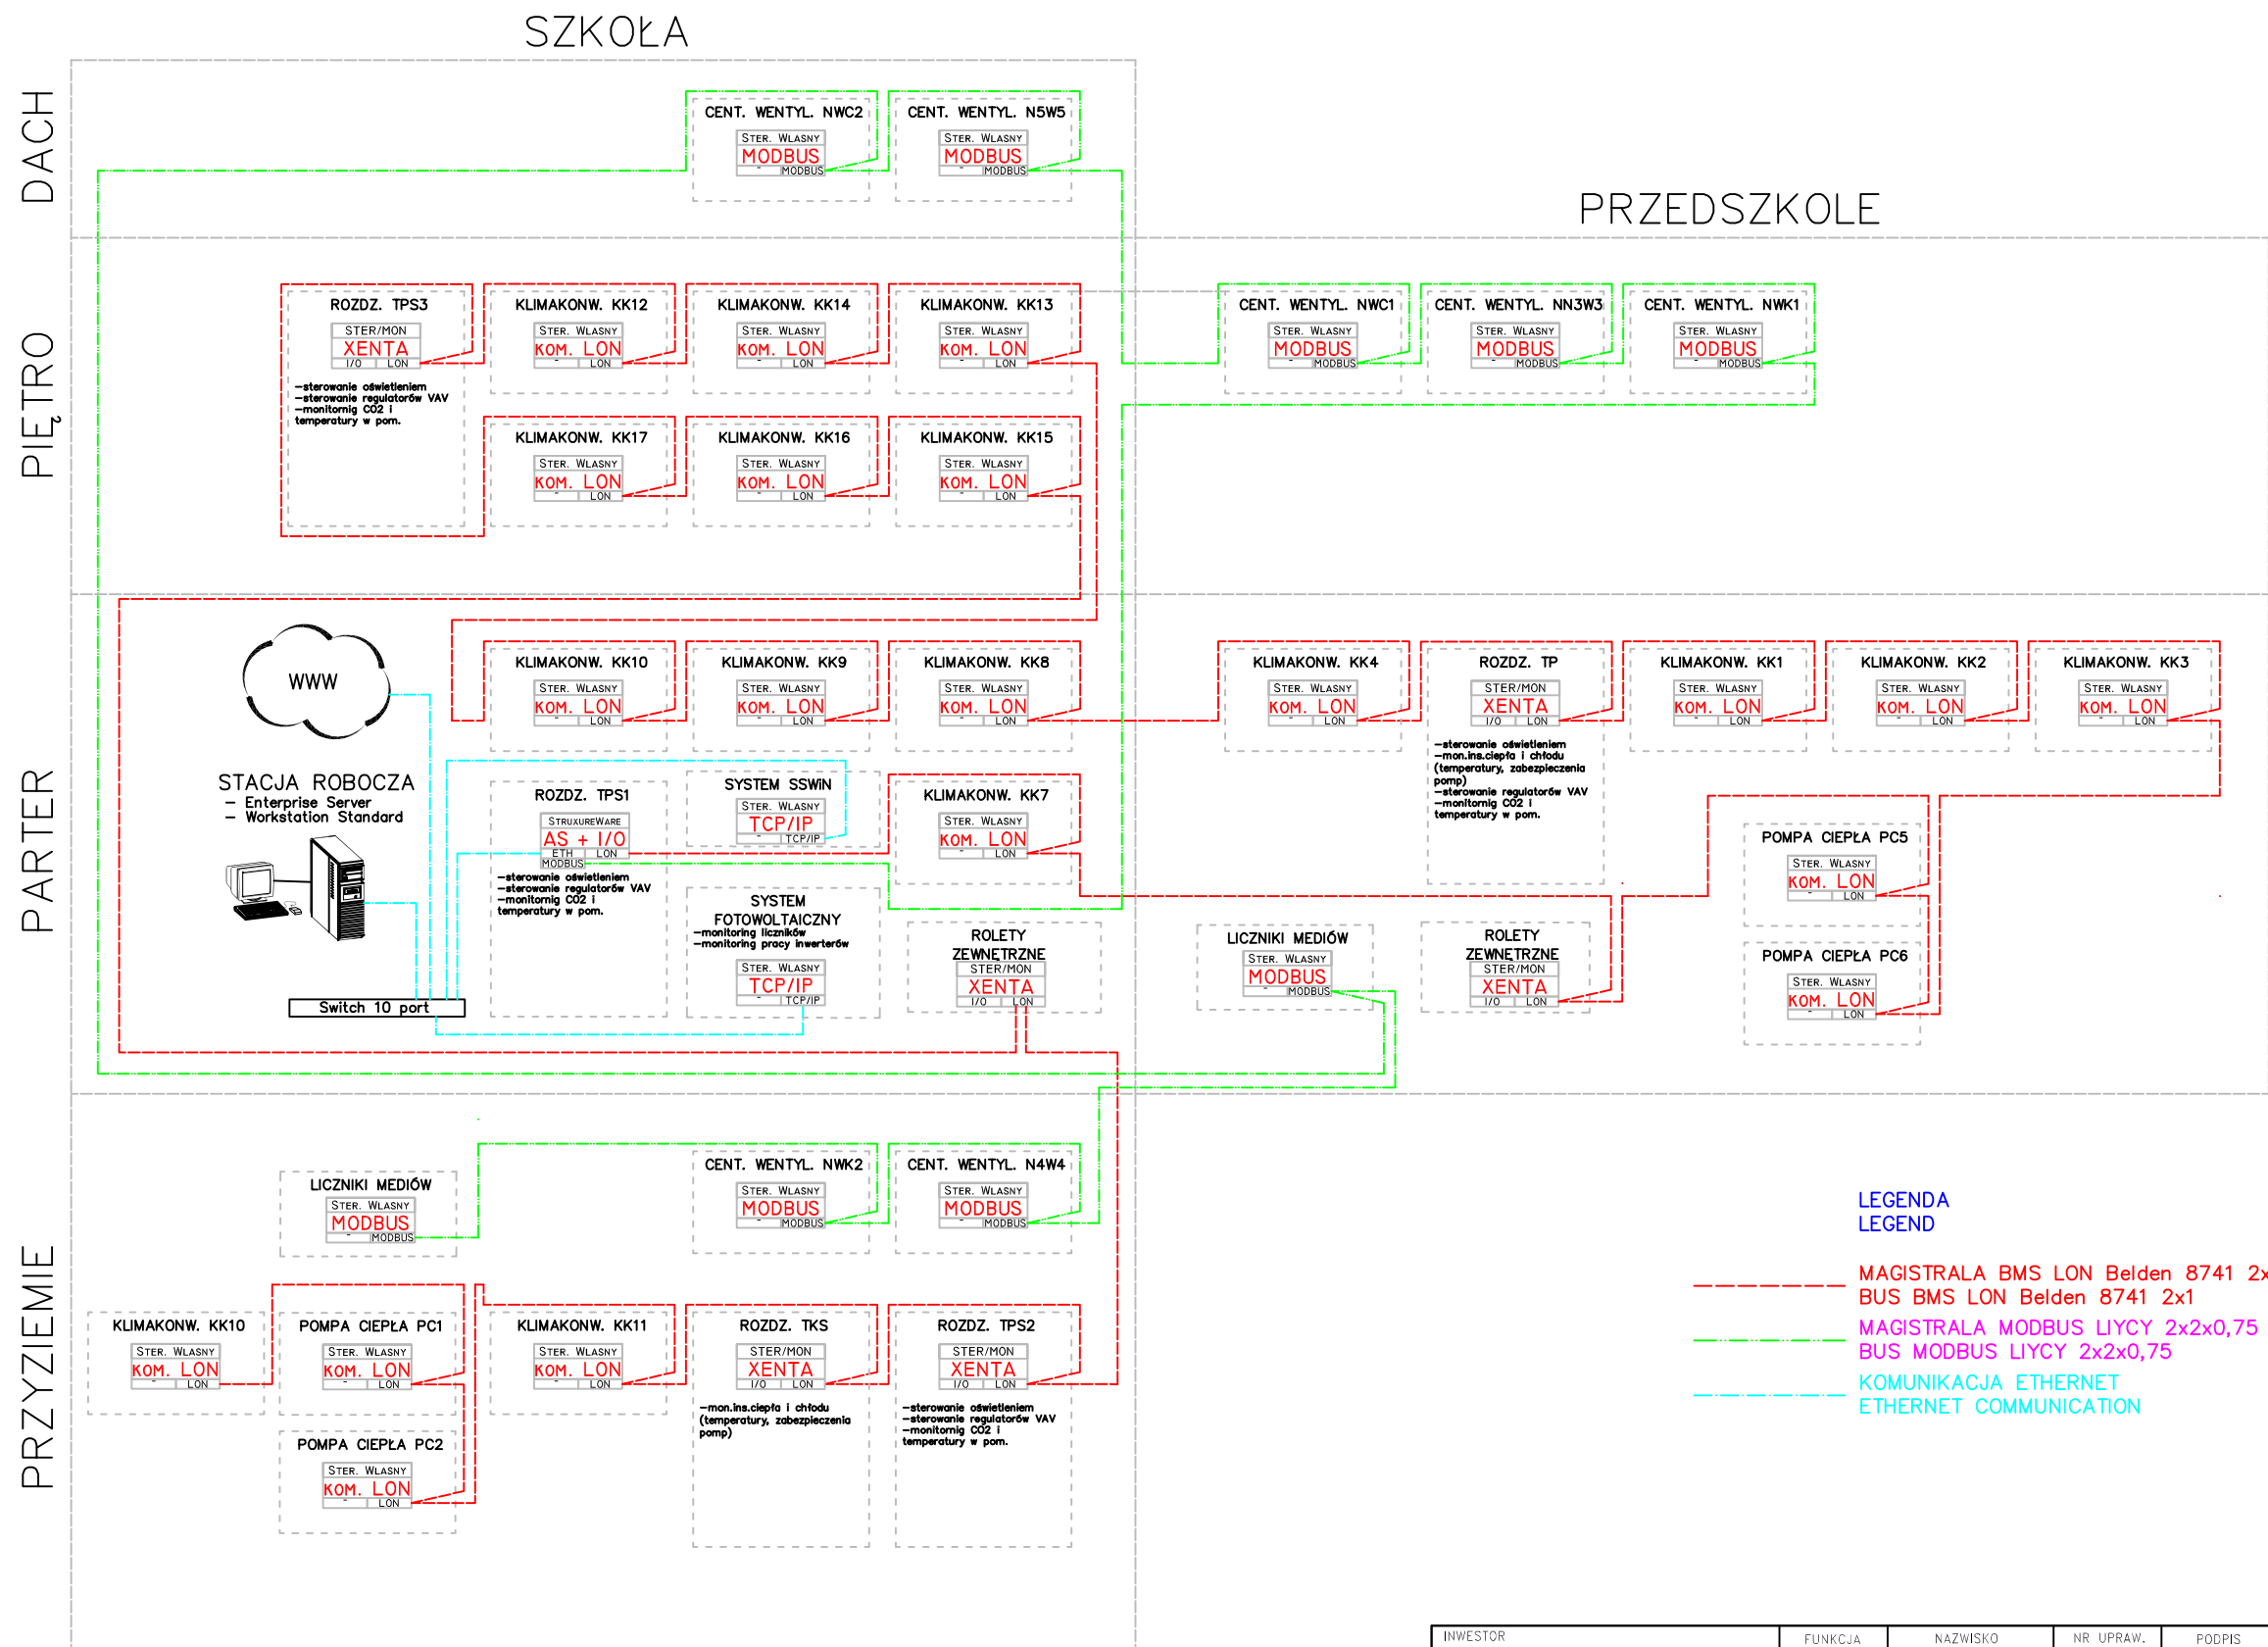 SZKOŁA
DACH
CENT. WENTYL. NWC2
STER. WLASNY
MODBUS
- MODBUS
CENT. WENTYL. N5W5
STER. WLASNY
MODBUS
- MODBUS
PRZEDSZKOLE
PIĘTRO
2
ROZDZ. TPS3
STER/MON
XENTA
I/O LON
-sterowanie oświetleniem
-sterowanie regulatorów VAV
-monitornig CO2 i
temperatury w pom.
KLIMAKONW. KK12
STER. WLASNY
KOM. LON
- LON
KLIMAKONW. KK14
STER. WLASNY
KOM. LON
- LON
KLIMAKONW. KK13
STER. WLASNY
KOM. LON
- LON
CENT. WENTYL. NWC1
STER. WLASNY
MODBUS
- MODBUS
CENT. WENTYL. NN3W3
STER. WLASNY
MODBUS
- MODBUS
CENT. WENTYL. NWK1
STER. WLASNY
MODBUS
- MODBUS
KLIMAKONW. KK17
STER. WLASNY
KOM. LON
- LON
KLIMAKONW. KK16
STER. WLASNY
KOM. LON
- LON
KLIMAKONW. KK15
STER. WLASNY
KOM. LON
- LON
PARTER
WWW
KLIMAKONW. KK10
STER. WLASNY
KOM. LON
- LON
KLIMAKONW. KK9
STER. WLASNY
KOM. LON
- LON
KLIMAKONW. KK8
STER. WLASNY
KOM. LON
- LON
KLIMAKONW. KK4
STER. WLASNY
KOM. LON
- LON
ROZDZ. TP
STER/MON
XENTA
I/O LON
-sterowanie oświetleniem
-mon.ins.ciepła i chłodu
(temperatury, zabezpieczenia
pomp)
-sterowanie regulatorów VAV
-monitornig CO2 i
temperatury w pom.
KLIMAKONW. KK1
STER. WLASNY
KOM. LON
- LON
KLIMAKONW. KK2
STER. WLASNY
KOM. LON
- LON
KLIMAKONW. KK3
STER. WLASNY
KOM. LON
- LON
STACJA ROBOCZA
- Enterprise Server
- Workstation Standard
Switch 10 port
ROZDZ. TPS1
STRUXUREWARE
AS + I/O
ETH LON
MODBUS
-sterowanie oświetleniem
-sterowanie regulatorów VAV
-monitornig CO2 i
temperatury w pom.
SYSTEM SSWiN
STER. WLASNY
TCP/IP
- TCP/IP
KLIMAKONW. KK7
STER. WLASNY
KOM. LON
- LON
SYSTEM
FOTOWOLTAICZNY
-monitoring liczników
-monitoring pracy inwerterów
STER. WLASNY
TCP/IP
- TCP/IP
ROLETY
ZEWNĘTRZNE
STER/MON
XENTA
I/O LON
LICZNIKI MEDIÓW
STER. WLASNY
MODBUS
- MODBUS
ROLETY
ZEWNĘTRZNE
STER/MON
XENTA
I/O LON
POMPA CIEPŁA PC5
STER. WLASNY
KOM. LON
- LON
POMPA CIEPŁA PC6
STER. WLASNY
KOM. LON
- LON
PRZYZIEMIE
LICZNIKI MEDIÓW
STER. WLASNY
MODBUS
- MODBUS
CENT. WENTYL. NWK2
STER. WLASNY
MODBUS
- MODBUS
CENT. WENTYL. N4W4
STER. WLASNY
MODBUS
- MODBUS
KLIMAKONW. KK10
STER. WLASNY
KOM. LON
- LON
POMPA CIEPŁA PC1
STER. WLASNY
KOM. LON
- LON
KLIMAKONW. KK11
STER. WLASNY
KOM. LON
- LON
ROZDZ. TKS
STER/MON
XENTA
I/O LON
-mon.ins.ciepła i chłodu
(temperatury, zabezpieczenia
pomp)
ROZDZ. TPS2
STER/MON
XENTA
I/O LON
-sterowanie oświetleniem
-sterowanie regulatorów VAV
-monitornig CO2 i
temperatury w pom.
POMPA CIEPŁA PC2
STER. WLASNY
KOM. LON
- LON
LEGENDA
LEGEND
MAGISTRALA BMS LON Belden 8741 2x
BUS BMS LON Belden 8741 2x1
MAGISTRALA MODBUS LIYCY 2x2x0,75
BUS MODBUS LIYCY 2x2x0,75
KOMUNIKACJA ETHERNET
ETHERNET COMMUNICATION
INWESTOR FUNKCJA NAZWISKO NR UPRAW. PODPIS